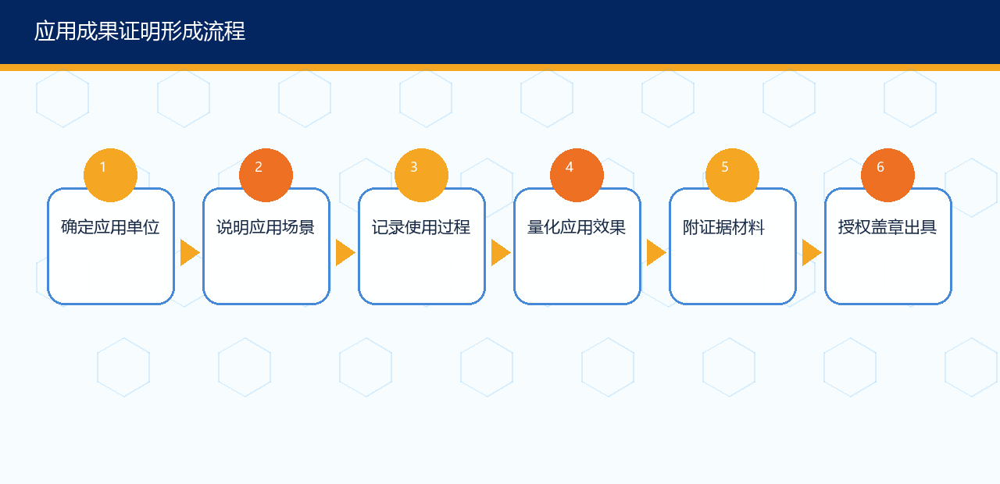 应用成果证明形成流程
1
2
3
4
5
6
确定应用单位
说明应用场景
记录使用过程
量化应用效果
附证据材料
授权盖章出具